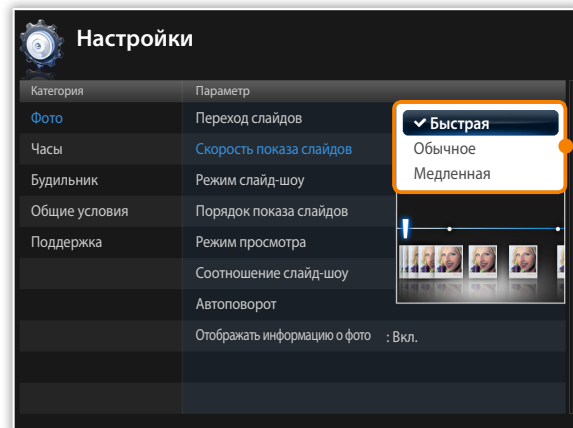 Настройки
Категория Параметр
Фото Переход слайдов
✔ Быстрая
Часы Скорость показа слайдов Обычное
Будильник Режим слайд-шоу Медленная
Общие условия Порядок показа слайдов
Поддержка Режим просмотра
Соотношение слайд-шоу
Автоповорот
Отображать информацию о фото : Вкл.